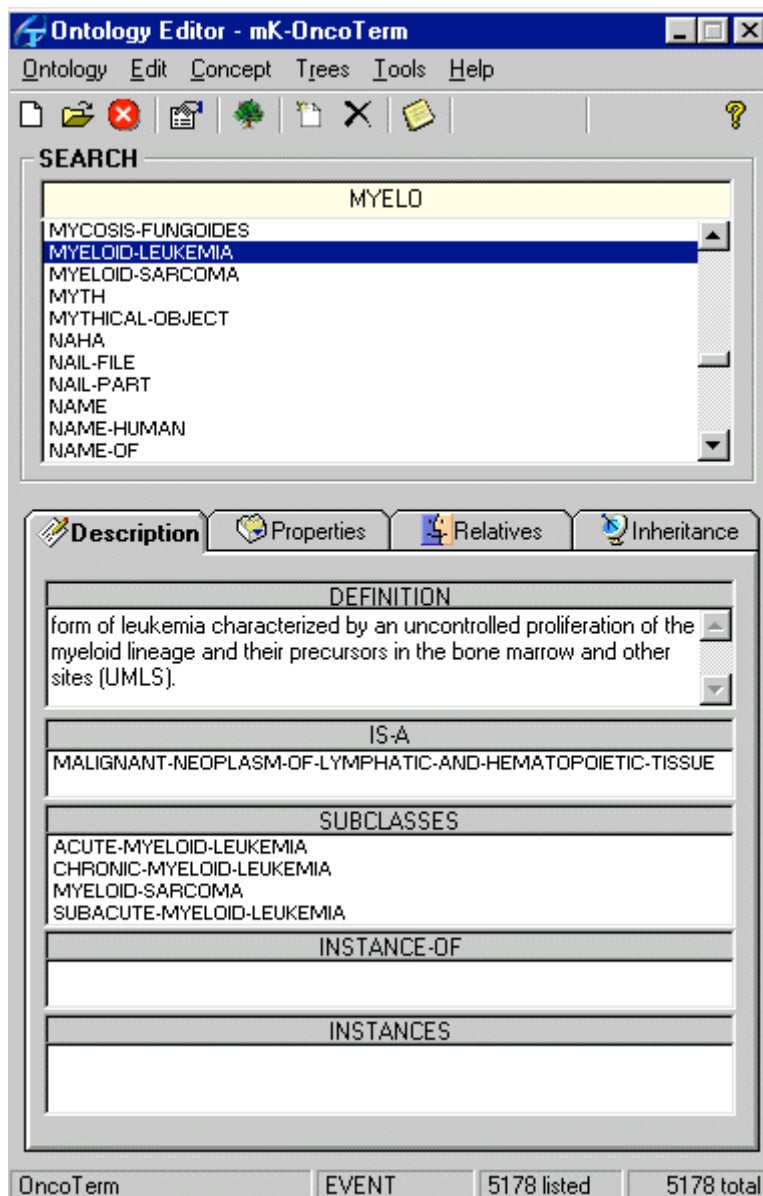 Ontology Editor - mK-OncoTerm
Ontology Edit Concept Trees Tools Help
SEARCH
MYELO
MYCOSIS-FUNGOIDES
MYELOID-LEUKEMIA
MYELOID-SARCOMA
MYTH
MYTHICAL-OBJECT
NAHA
NAIL-FILE
NAIL-PART
NAME
NAME-HUMAN
NAME-OF
Description Properties Relatives Inheritance
DEFINITION
form of leukemia characterized by an uncontrolled proliferation of the
myeloid lineage and their precursors in the bone marrow and other
sites (UMLS).
IS-A
MALIGNANT-NEOPLASM-OF-LYMPHATIC-AND-HEMATOPOIETIC-TISSUE
SUBCLASSES
ACUTE-MYELOID-LEUKEMIA
CHRONIC-MYELOID-LEUKEMIA
MYELOID-SARCOMA
SUBACUTE-MYELOID-LEUKEMIA
INSTANCE-OF
INSTANCES
OncoTerm EVENT 5178 listed 5178 total